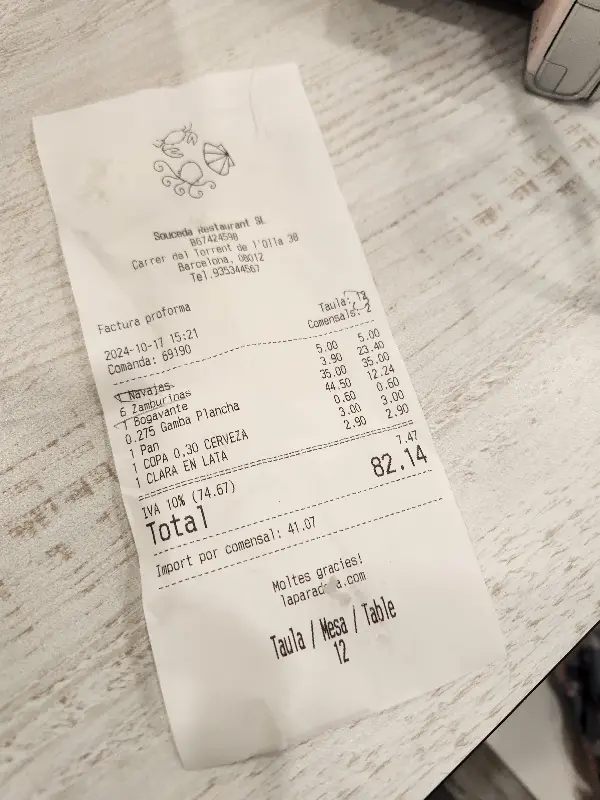 Souceda Restaurant SL
B67424598
Carrer del Torrent de l'Olla 38
Barcelona, 08012
Tel.935344567
Factura proforma
Taula: 12
2024-10-17 15:21
Comensals: 2
Comanda: 69190
1 Navajas 5.00 5.00
6 Zamburinas 3.90 23.40
1 Bogavante 35.00 35.00
0.275 Gamba Plancha 44.50 12.24
1 Pan 0.60 0.60
1 COPA 0,30 CERVEZA 3.00 3.00
1 CLARA EN LATA 2.90 2.90
IVA 10% (74.67) 7.47
Total 82.14
Import por comensal: 41.07
Moltes gracies!
Taula / Mesa / Table
12